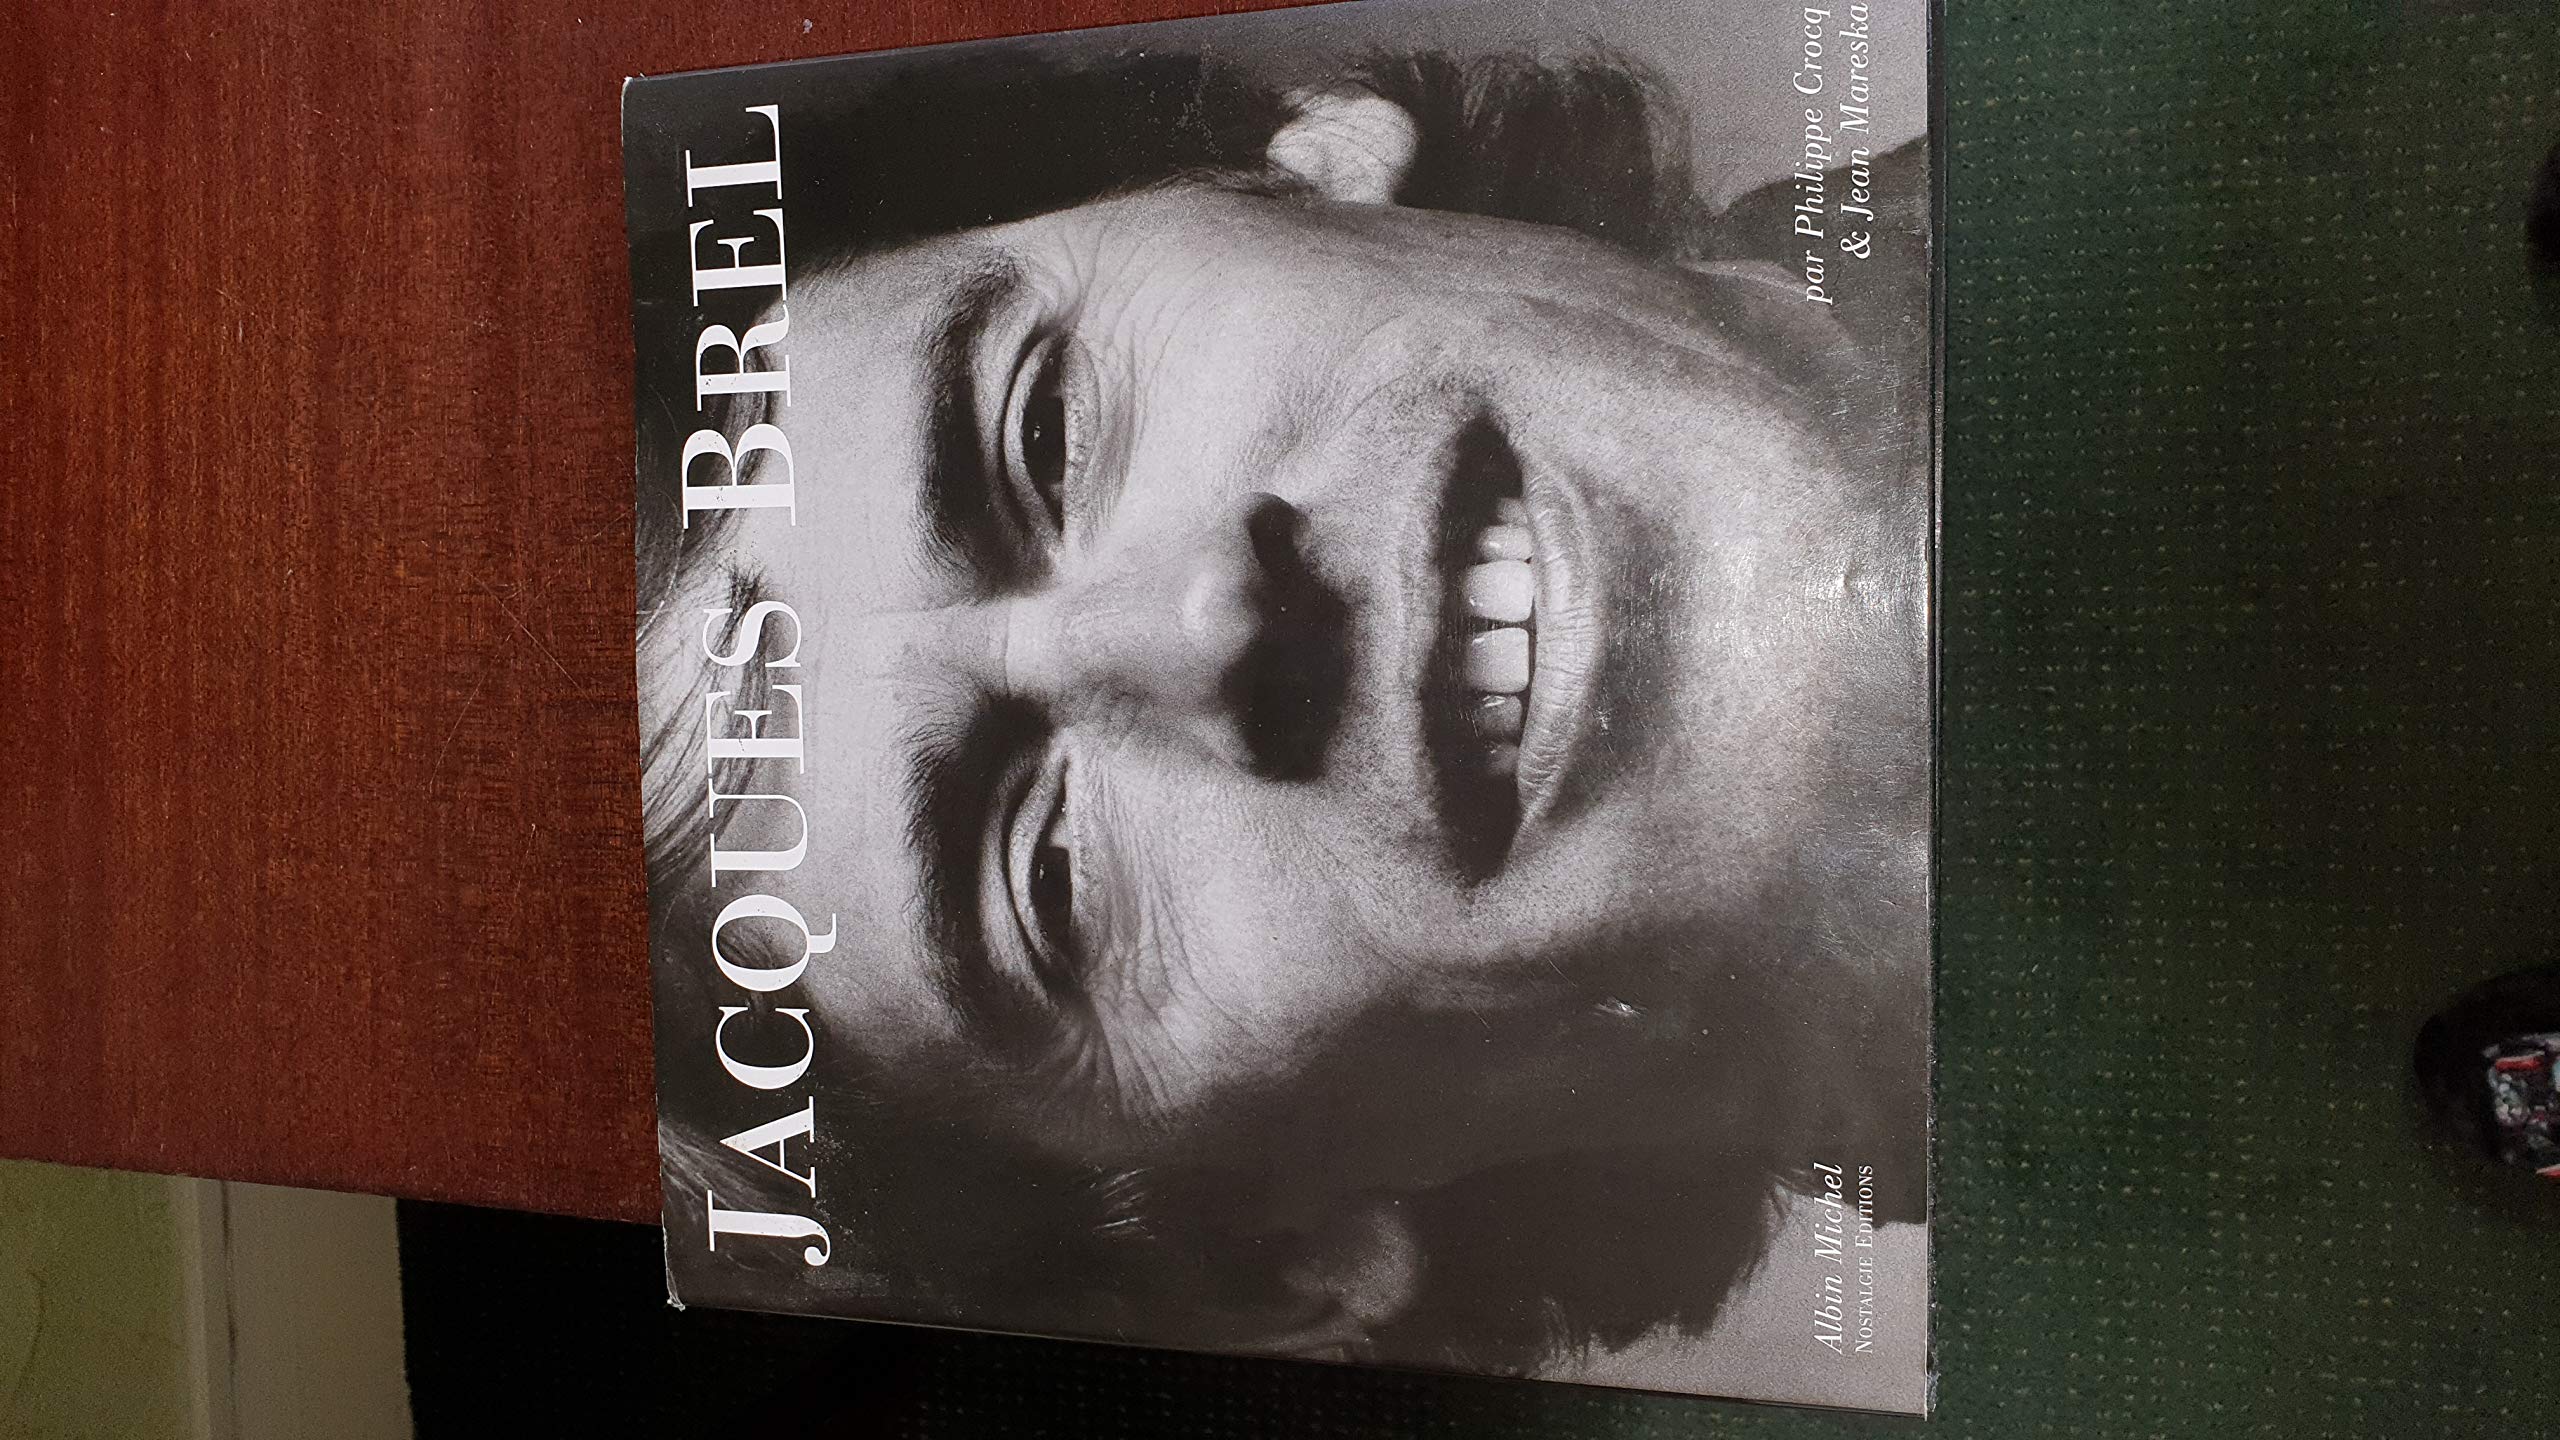 JACQUES BREL
par Philippe Crocq
& Jean Mareska
Albin Michel
NOSTALGIE EDITIONS